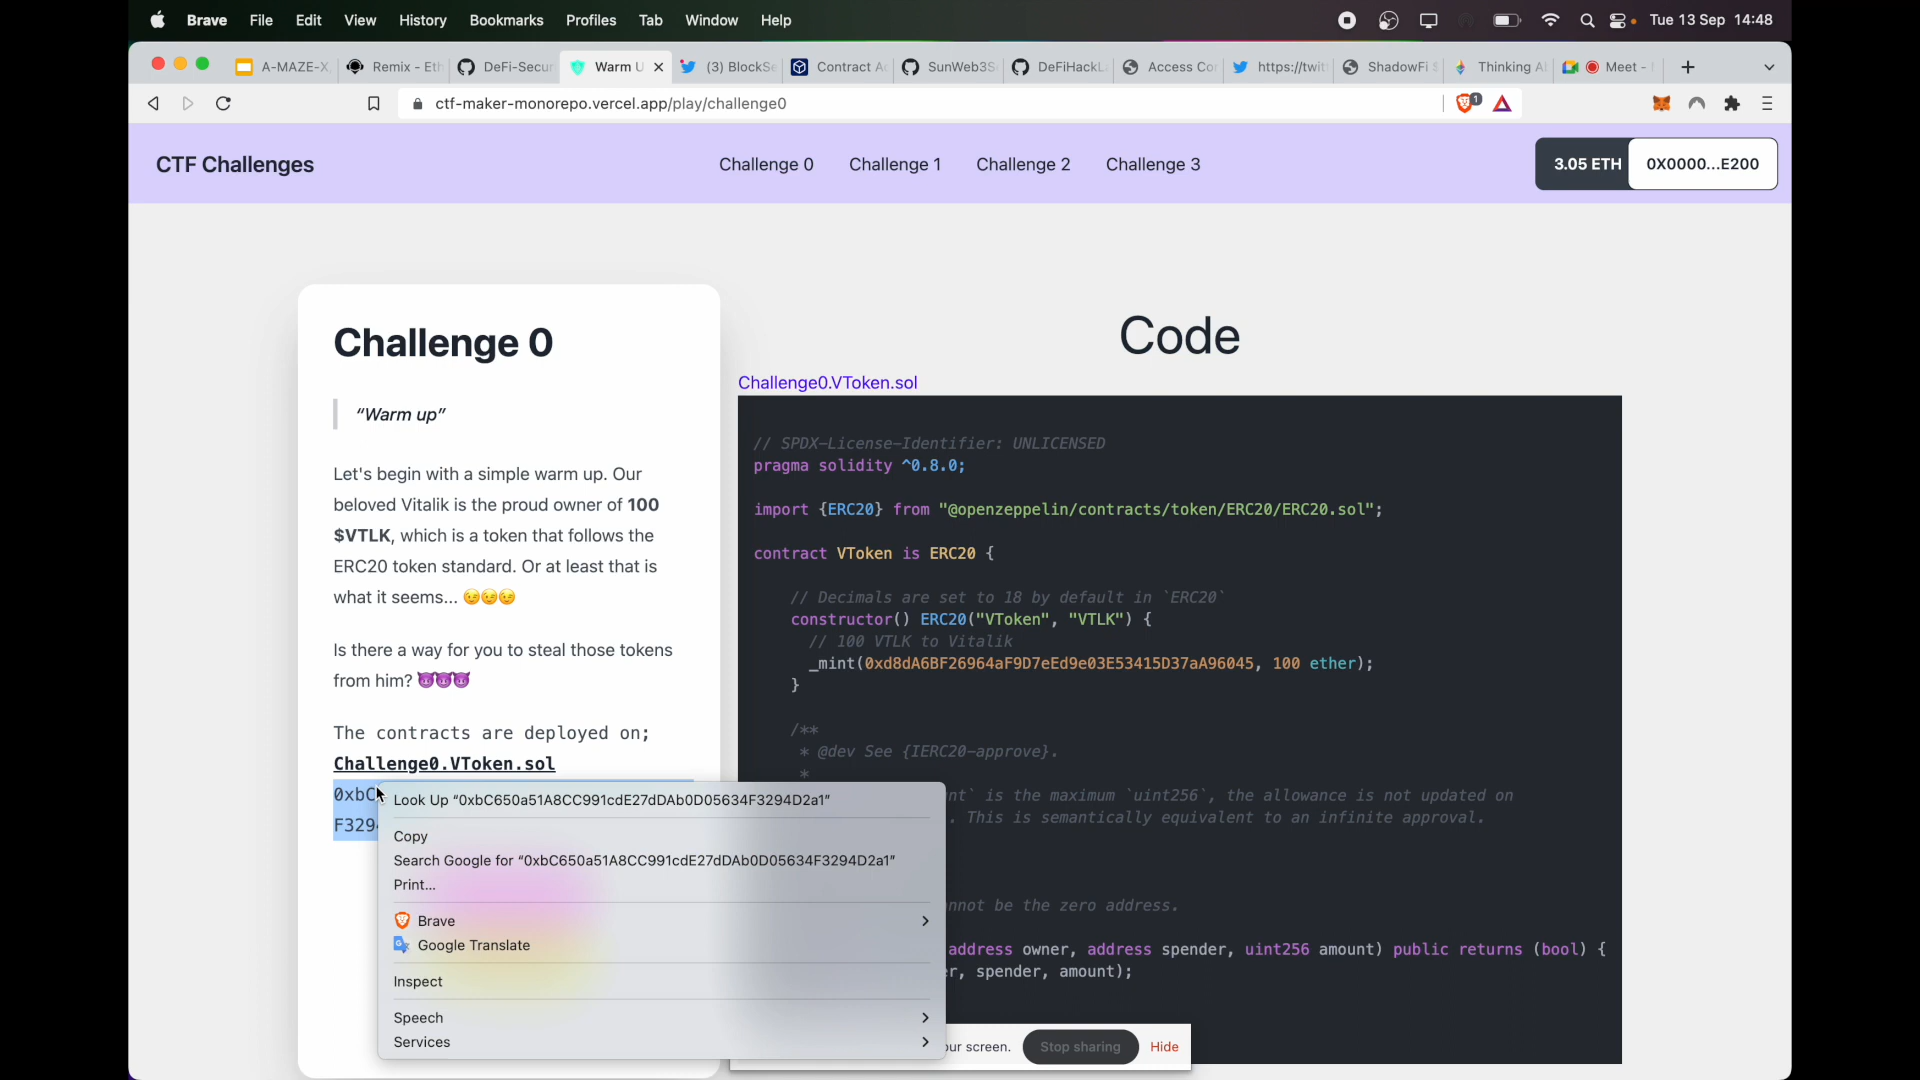 Brave File Edit View History Bookmarks Profiles Tab Window Help Tue 13 Sep 14:48
A-MAZE-X Remix - Eth DeFi-Secur Warm U (3) BlockSe Contract A SunWeb3S DeFiHackL Access Co https://twit ShadowFi $ Thinking A Meet -
ctf-maker-monorepo.vercel.app/play/challenge0 1
CTF Challenges Challenge 0 Challenge 1 Challenge 2 Challenge 3 3.05 ETH 0X0000...E200
Challenge 0
“Warm up”
Let's begin with a simple warm up. Our
beloved Vitalik is the proud owner of 100
$VTLK, which is a token that follows the
ERC20 token standard. Or at least that is
what it seems... 😉😉😉
Is there a way for you to steal those tokens
from him? 😈😈😈
The contracts are deployed on;
Challenge0.VToken.sol
0xbC
F3294
Look Up “0xbC650a51A8CC991cdE27dDAb0D05634F3294D2a1”
Copy
Search Google for “0xbC650a51A8CC991cdE27dDAb0D05634F3294D2a1”
Print...
Brave
Google Translate
Inspect
Speech
Services
Code
Challenge0.VToken.sol
// SPDX-License-Identifier: UNLICENSED
pragma solidity ^0.8.0;
import {ERC20} from "@openzeppelin/contracts/token/ERC20/ERC20.sol";
contract VToken is ERC20 {
// Decimals are set to 18 by default in `ERC20`
constructor() ERC20("VToken", "VTLK") {
// 100 VTLK to Vitalik
_mint(0xd8dA6BF26964aF9D7eEd9e03E53415D37aA96045, 100 ether);
}
/**
* @dev See {IERC20-approve}.
*
nt` is the maximum `uint256`, the allowance is not updated on
. This is semantically equivalent to an infinite approval.
nnot be the zero address.
address owner, address spender, uint256 amount) public returns (bool) {
r, spender, amount);
our screen. Stop sharing Hide